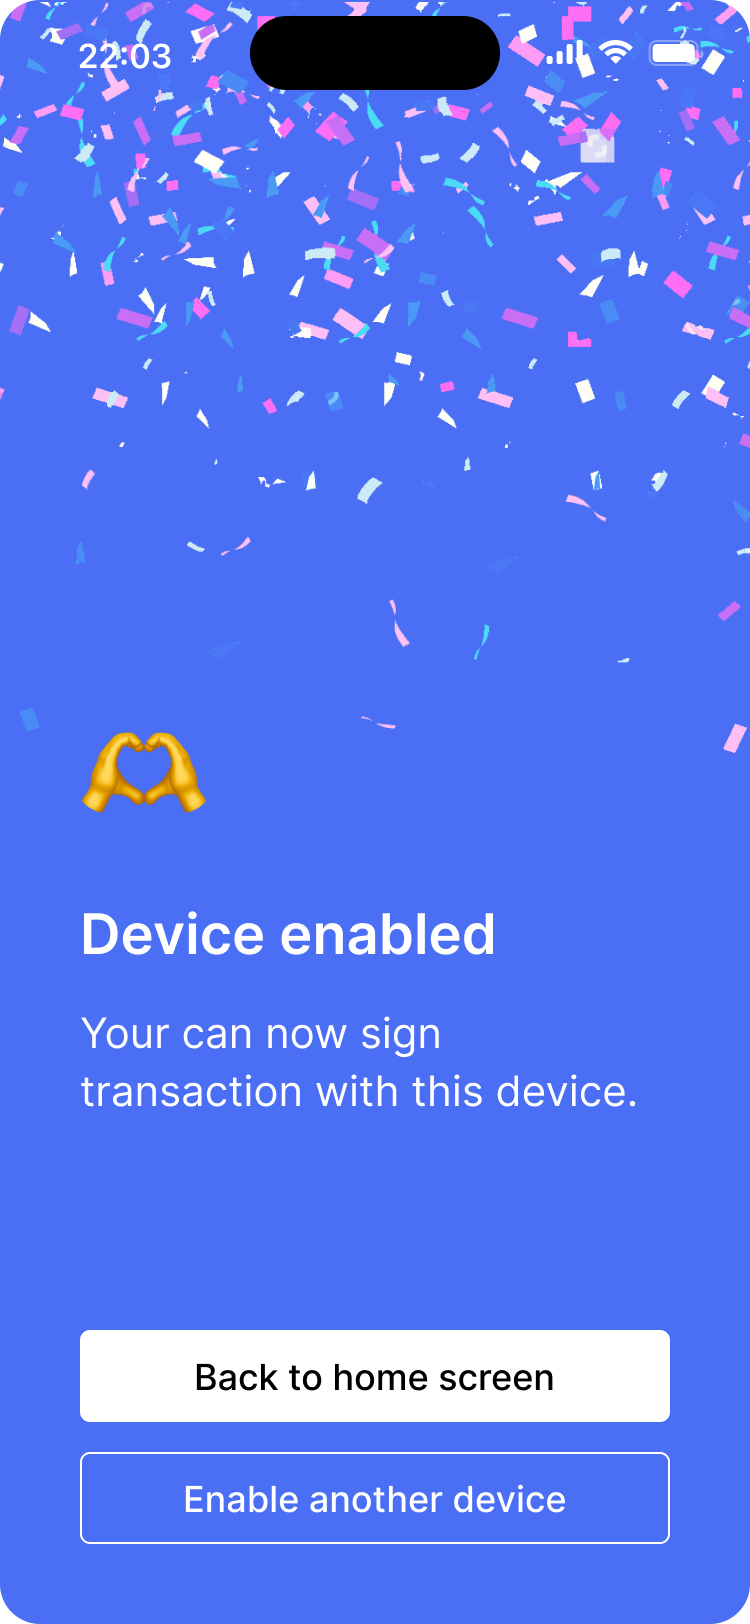 22:03
Device enabled
Your can now sign
transaction with this device.
Back to home screen
Enable another device